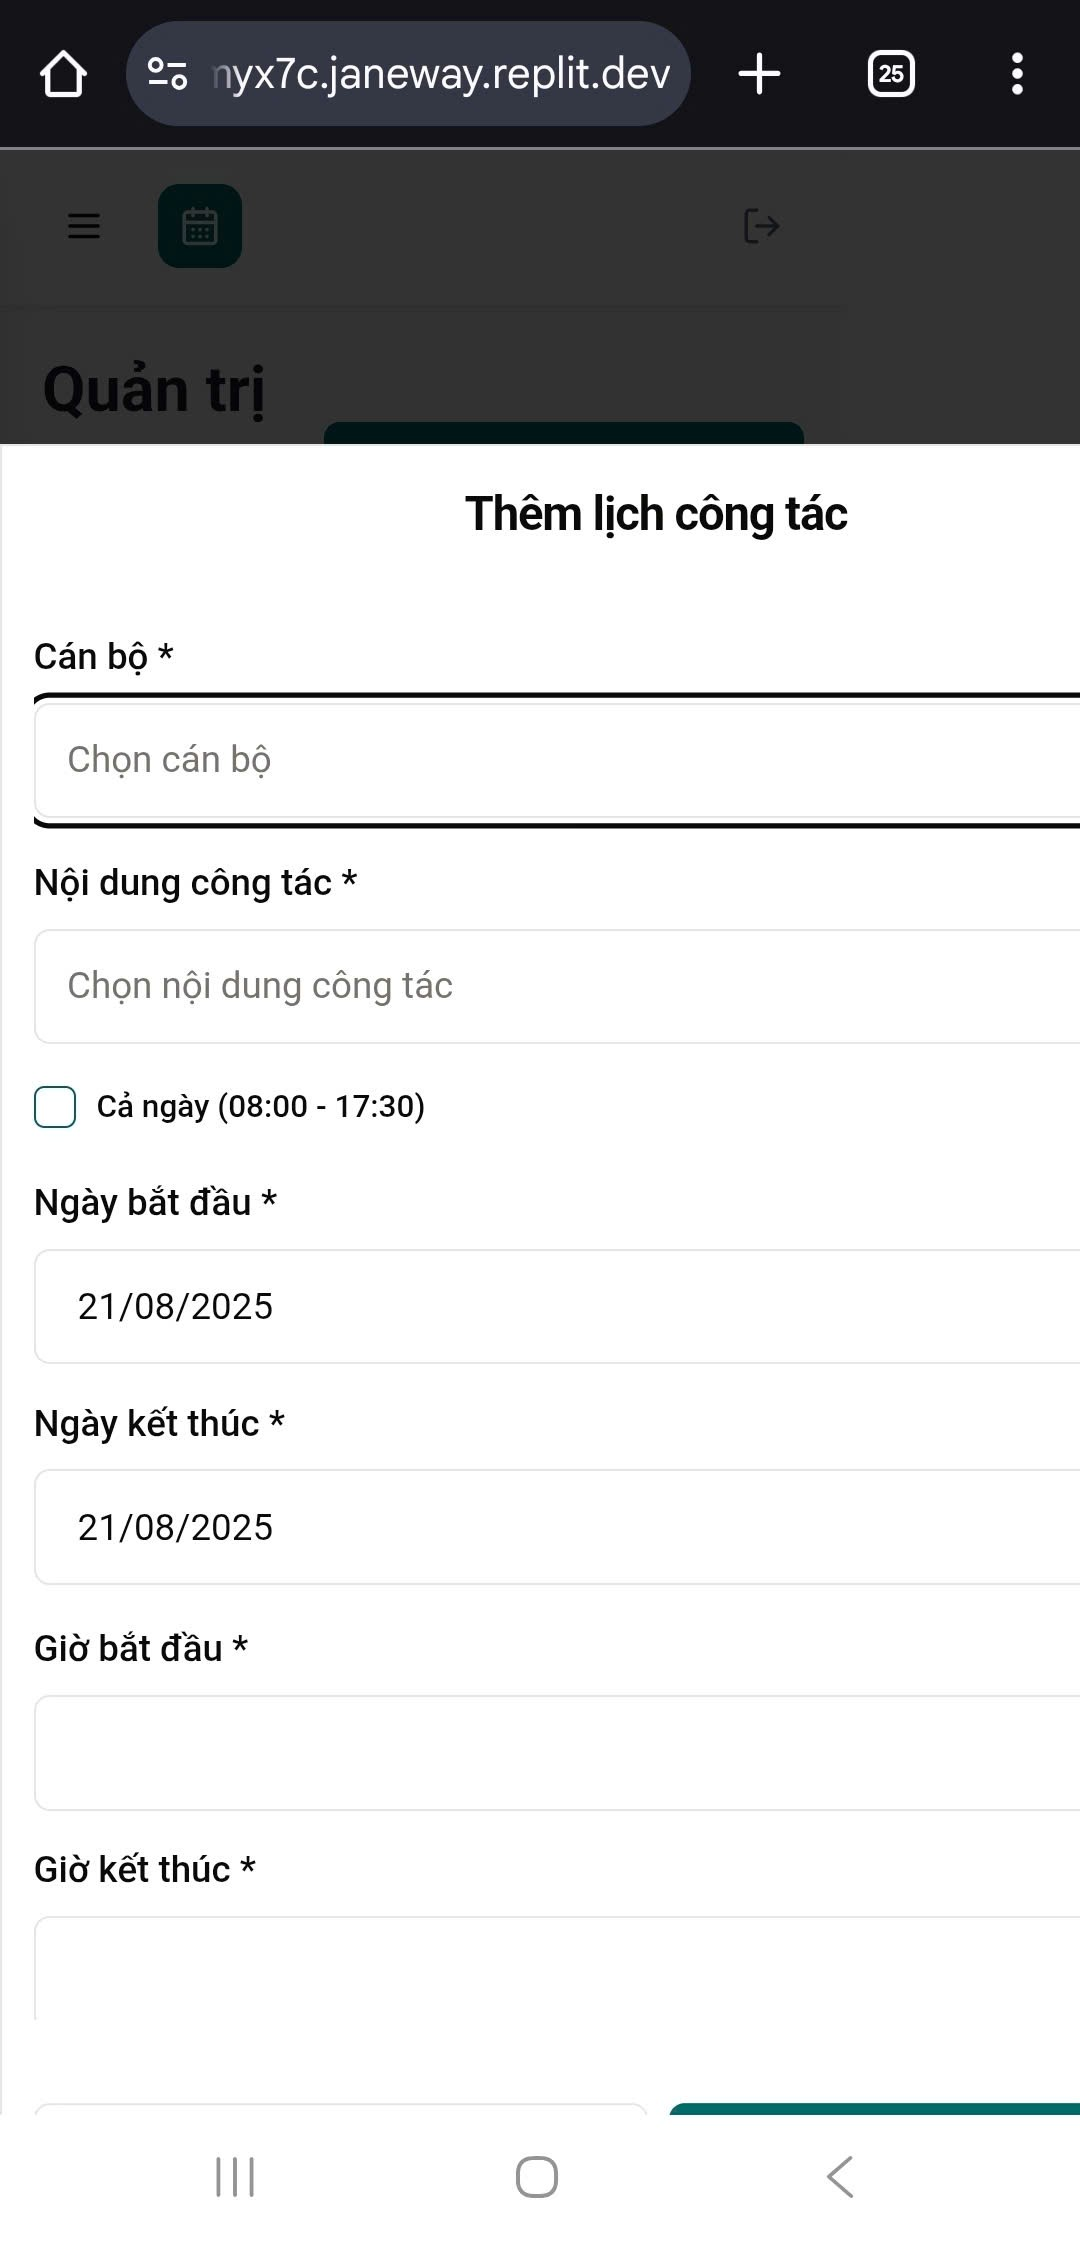 nyx7c.janeway.replit.dev
25
Quản trị
Thêm lịch công tác
Cán bộ *
Chọn cán bộ
Nội dung công tác *
Chọn nội dung công tác
Cả ngày (08:00 - 17:30)
Ngày bắt đầu *
21/08/2025
Ngày kết thúc *
21/08/2025
Giờ bắt đầu *
Giờ kết thúc *